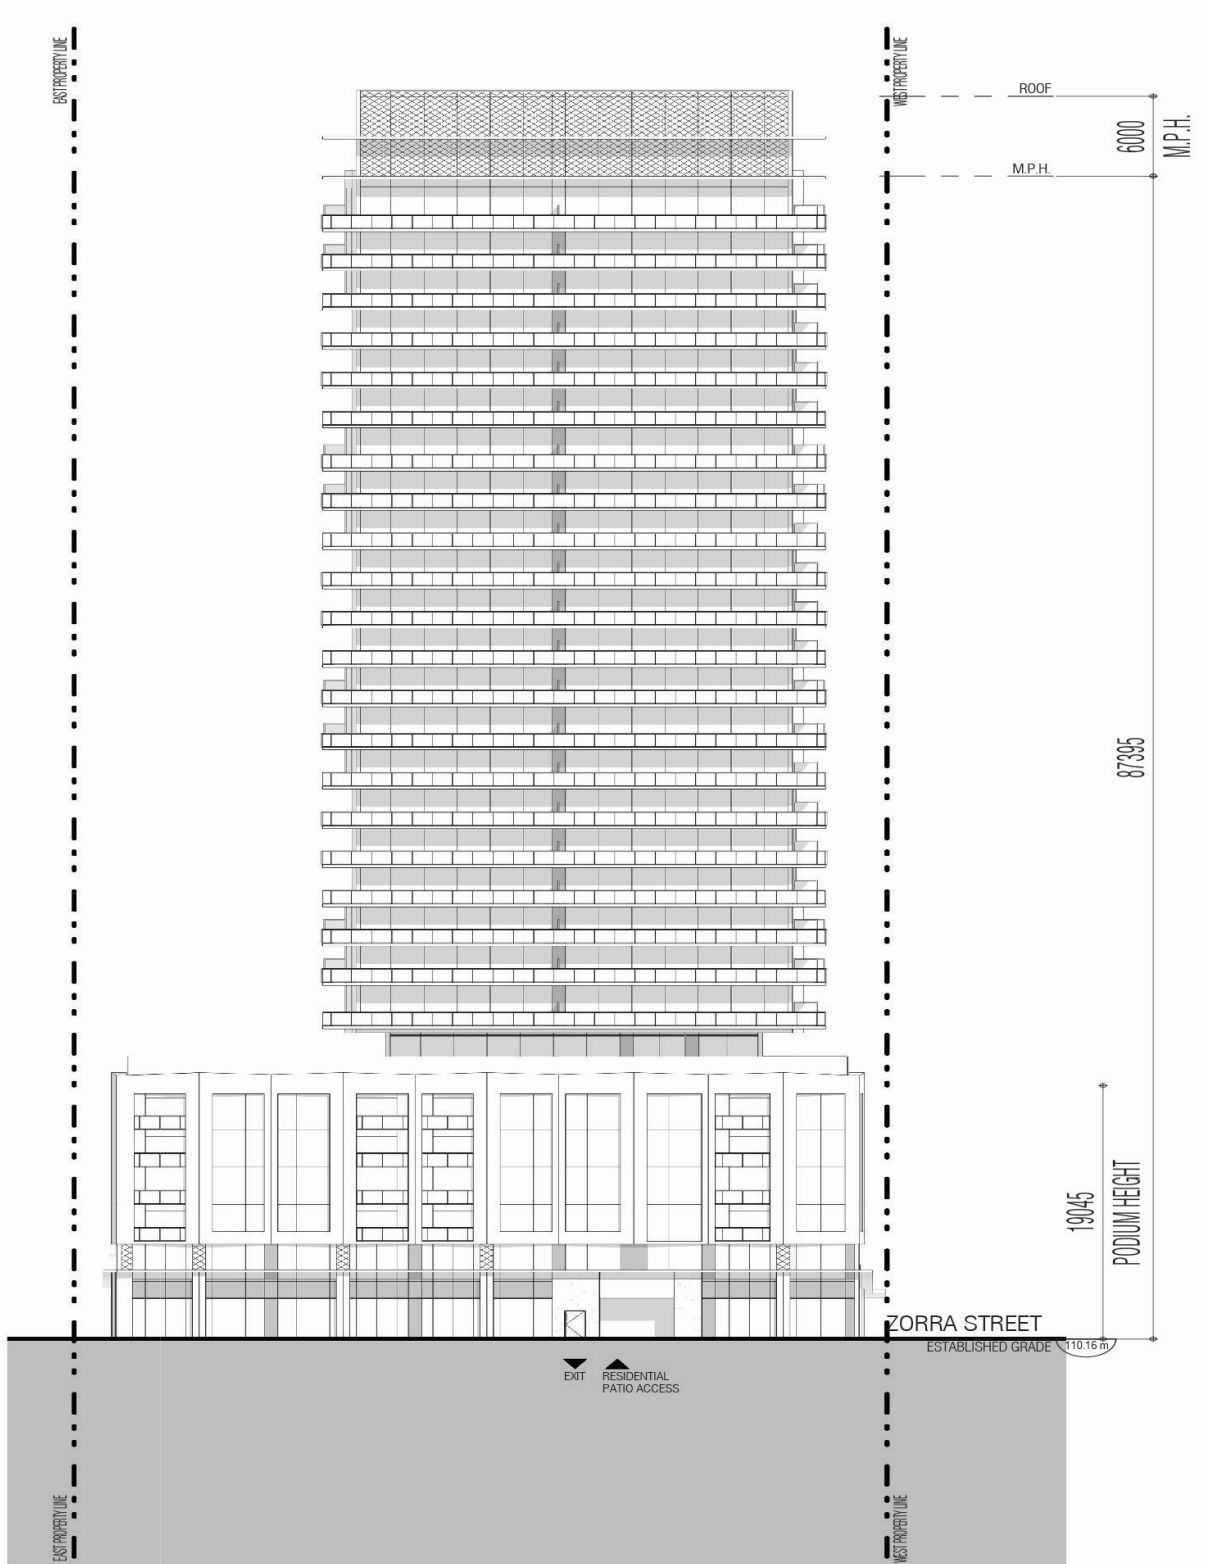 EAST PROPERTY LINE
WEST PROPERTY LINE
ROOF
6000
M.P.H.
M.P.H.
87395
19045
PODIUM HEIGHT
ZORRA STREET
ESTABLISHED GRADE
110.16 m
EXIT
RESIDENTIAL
PATIO ACCESS
EAST PROPERTY LINE
WEST PROPERTY LINE